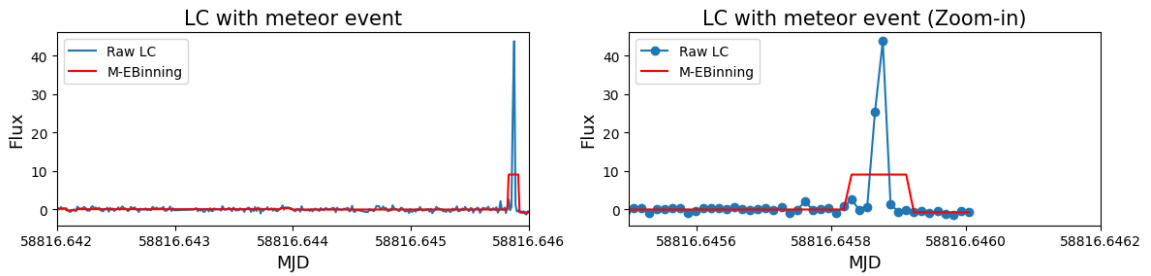 LC with meteor event
Raw LC
M-EBinning
Flux
40
30
20
10
0
58816.642
58816.643
58816.644
58816.645
58816.646
MJD
LC with meteor event (Zoom-in)
Raw LC
M-EBinning
Flux
40
30
20
10
0
58816.6456
58816.6458
58816.6460
58816.6462
MJD